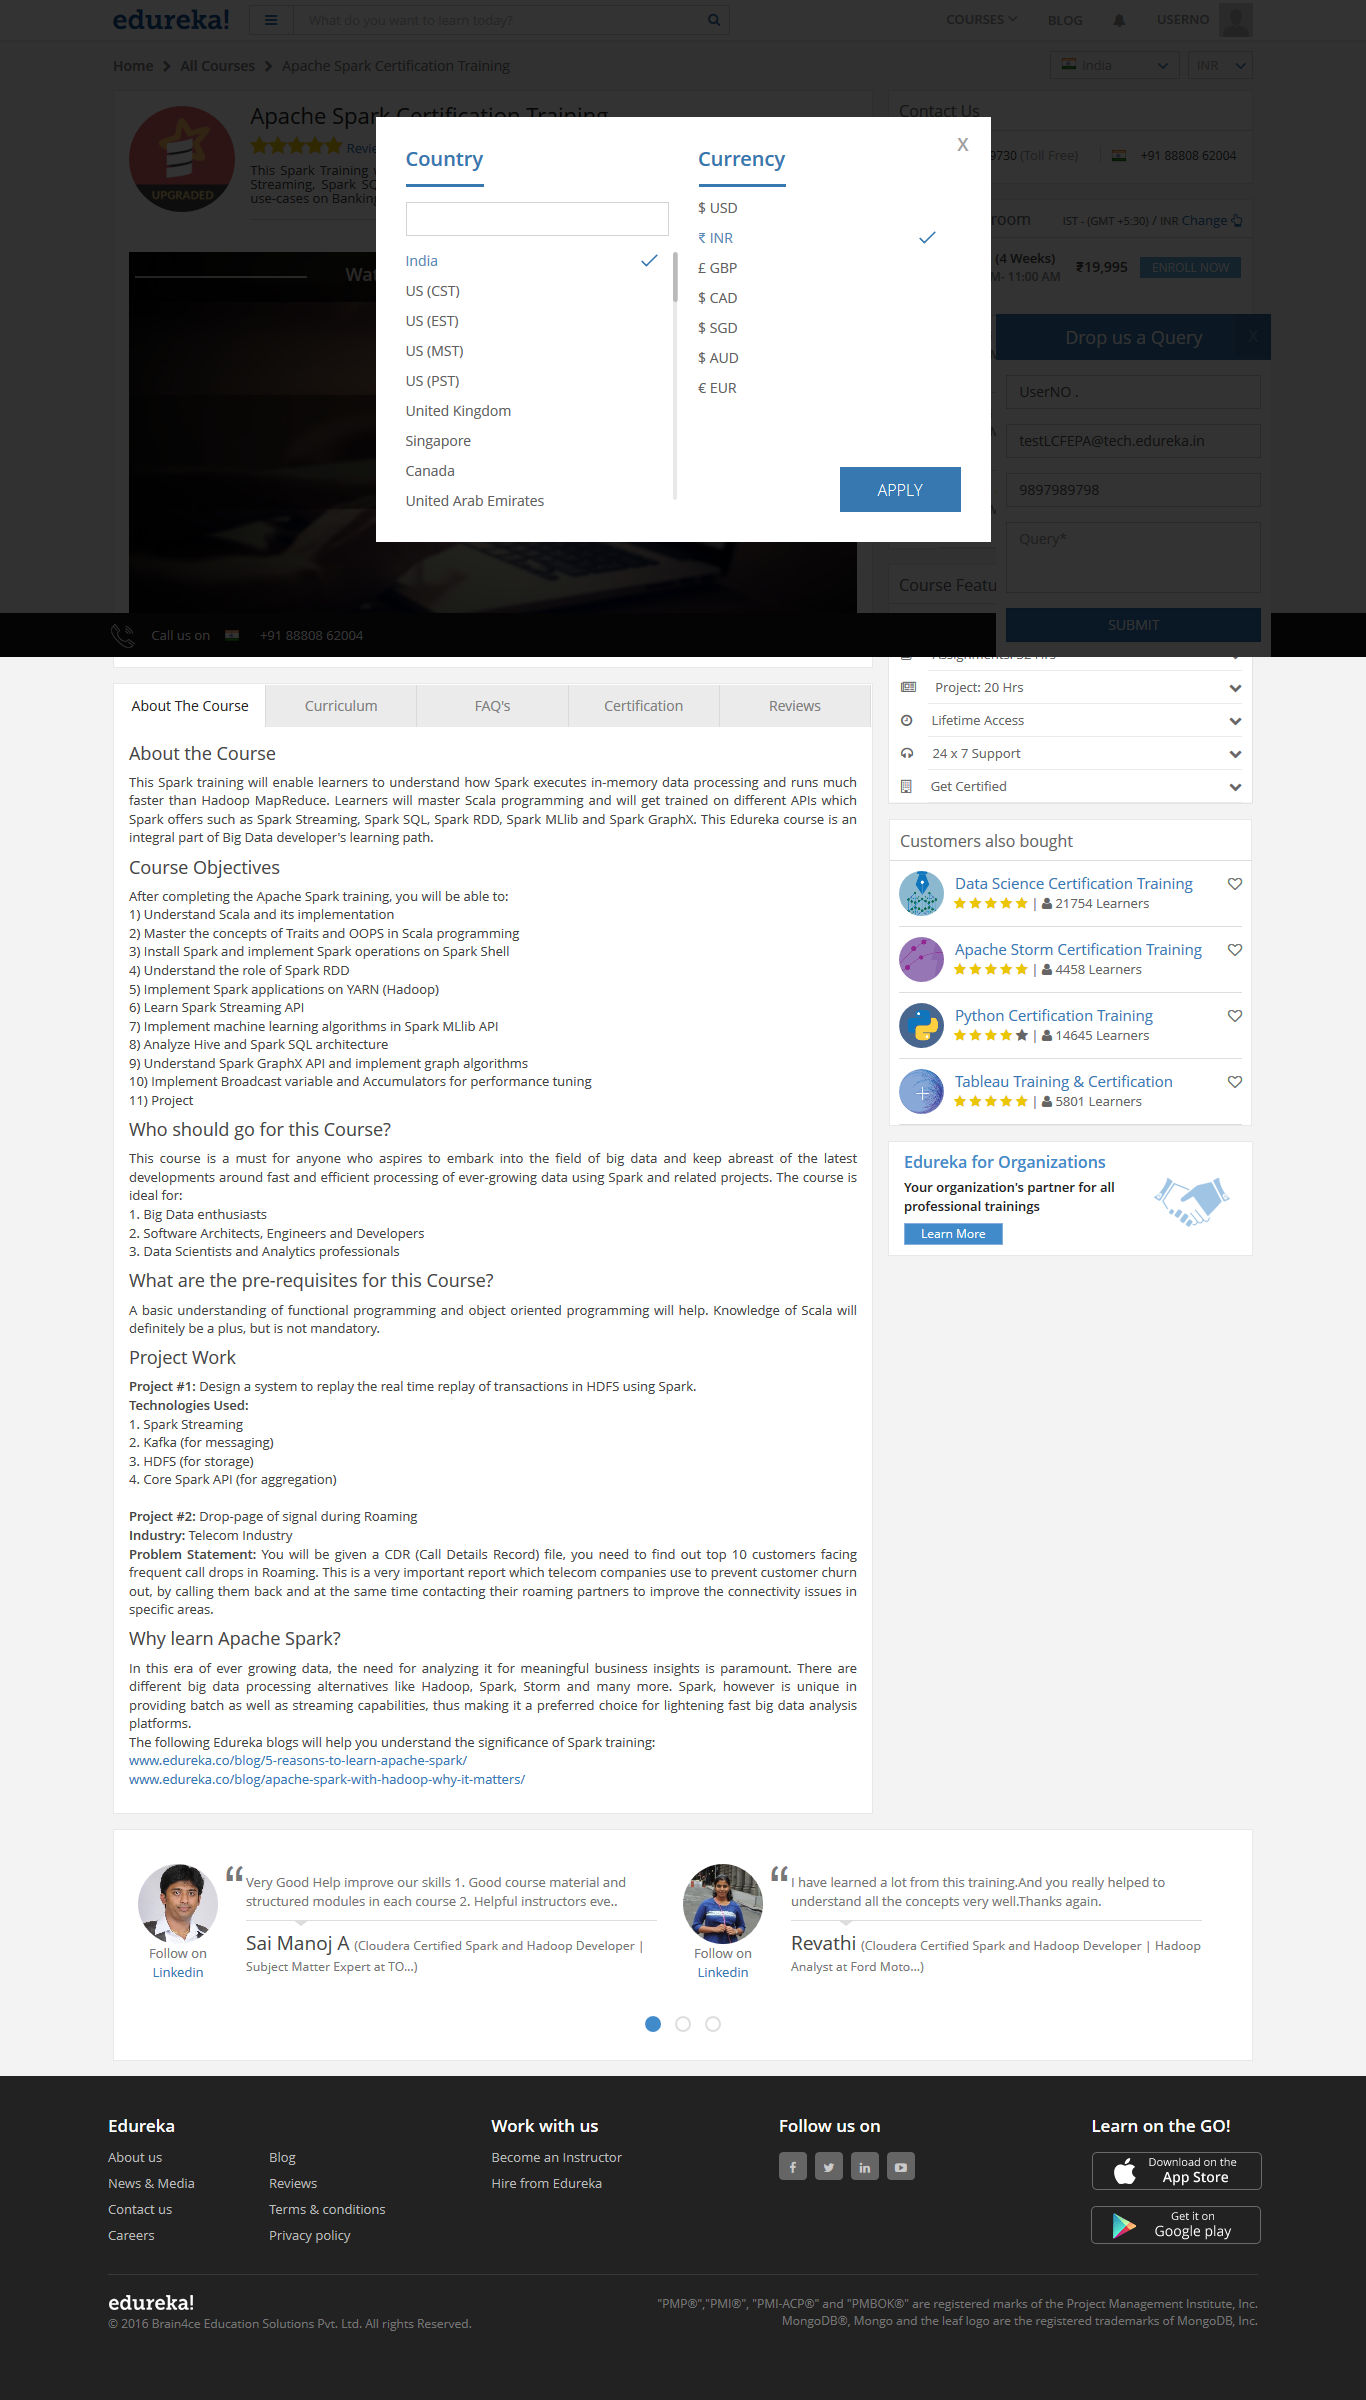 edureka!
What do you want to learn today?
COURSES
BLOG
USERNO
Home
All Courses
Apache Spark Certification Training
India
INR
UPGRADED
Apache Spark Certification Training
This Spark Training
use-cases on Banking
Wat
Country
India
US (CST)
US (EST)
US (MST)
US (PST)
United Kingdom
Singapore
Canada
United Arab Emirates
Currency
X
$ USD
₹ INR
£ GBP
$ CAD
$ SGD
$ AUD
€ EUR
APPLY
Contact Us
9730 (Toll Free)
+91 88808 62004
room
IST - (GMT +5:30) / INR Change
(4 Weeks)
M- 11:00 AM
₹19,995
ENROLL NOW
Drop us a Query
X
UserNO .
testLCFEPA@tech.edureka.in
9897989798
Query*
SUBMIT
Course Featu
Call us on
+91 88808 62004
Project: 20 Hrs
Lifetime Access
24 x 7 Support
Get Certified
About The Course
Curriculum
FAQ's
Certification
Reviews
About the Course
This Spark training will enable learners to understand how Spark executes in-memory data processing and runs much
faster than Hadoop MapReduce. Learners will master Scala programming and will get trained on different APIs which
Spark offers such as Spark Streaming, Spark SQL, Spark RDD, Spark MLlib and Spark GraphX. This Edureka course is an
integral part of Big Data developer's learning path.
Course Objectives
After completing the Apache Spark training, you will be able to:
1) Understand Scala and its implementation
2) Master the concepts of Traits and OOPS in Scala programming
3) Install Spark and implement Spark operations on Spark Shell
4) Understand the role of Spark RDD
5) Implement Spark applications on YARN (Hadoop)
6) Learn Spark Streaming API
7) Implement machine learning algorithms in Spark MLlib API
8) Analyze Hive and Spark SQL architecture
9) Understand Spark GraphX API and implement graph algorithms
10) Implement Broadcast variable and Accumulators for performance tuning
11) Project
Who should go for this Course?
This course is a must for anyone who aspires to embark into the field of big data and keep abreast of the latest
developments around fast and efficient processing of ever-growing data using Spark and related projects. The course is
ideal for:
1. Big Data enthusiasts
2. Software Architects, Engineers and Developers
3. Data Scientists and Analytics professionals
What are the pre-requisites for this Course?
A basic understanding of functional programming and object oriented programming will help. Knowledge of Scala will
definitely be a plus, but is not mandatory.
Project Work
Project #1: Design a system to replay the real time replay of transactions in HDFS using Spark.
Technologies Used:
1. Spark Streaming
2. Kafka (for messaging)
3. HDFS (for storage)
4. Core Spark API (for aggregation)
Project #2: Drop-page of signal during Roaming
Industry: Telecom Industry
Problem Statement: You will be given a CDR (Call Details Record) file, you need to find out top 10 customers facing
frequent call drops in Roaming. This is a very important report which telecom companies use to prevent customer churn
out, by calling them back and at the same time contacting their roaming partners to improve the connectivity issues in
specific areas.
Why learn Apache Spark?
In this era of ever growing data, the need for analyzing it for meaningful business insights is paramount. There are
different big data processing alternatives like Hadoop, Spark, Storm and many more. Spark, however is unique in
providing batch as well as streaming capabilities, thus making it a preferred choice for lightening fast big data analysis
platforms.
The following Edureka blogs will help you understand the significance of Spark training:
www.edureka.co/blog/5-reasons-to-learn-apache-spark/
www.edureka.co/blog/apache-spark-with-hadoop-why-it-matters/
Customers also bought
Data Science Certification Training
| 21754 Learners
Apache Storm Certification Training
| 4458 Learners
Python Certification Training
| 14645 Learners
Tableau Training & Certification
| 5801 Learners
Edureka for Organizations
Your organization's partner for all
professional trainings
Learn More
“Very Good Help improve our skills 1. Good course material and
structured modules in each course 2. Helpful instructors eve..
Sai Manoj A (Cloudera Certified Spark and Hadoop Developer |
Subject Matter Expert at TO...)
Follow on
Linkedin
“I have learned a lot from this training.And you really helped to
understand all the concepts very well.Thanks again.
Revathi (Cloudera Certified Spark and Hadoop Developer | Hadoop
Analyst at Ford Moto...)
Follow on
Linkedin
Edureka
About us
News & Media
Contact us
Careers
Blog
Reviews
Terms & conditions
Privacy policy
Work with us
Become an Instructor
Hire from Edureka
Follow us on
Learn on the GO!
Download on the
App Store
Get it on
Google play
edureka!
© 2016 Brain4ce Education Solutions Pvt. Ltd. All rights Reserved.
"PMP®","PMI®", "PMI-ACP®" and "PMBOK®" are registered marks of the Project Management Institute, Inc.
MongoDB®, Mongo and the leaf logo are the registered trademarks of MongoDB, Inc.